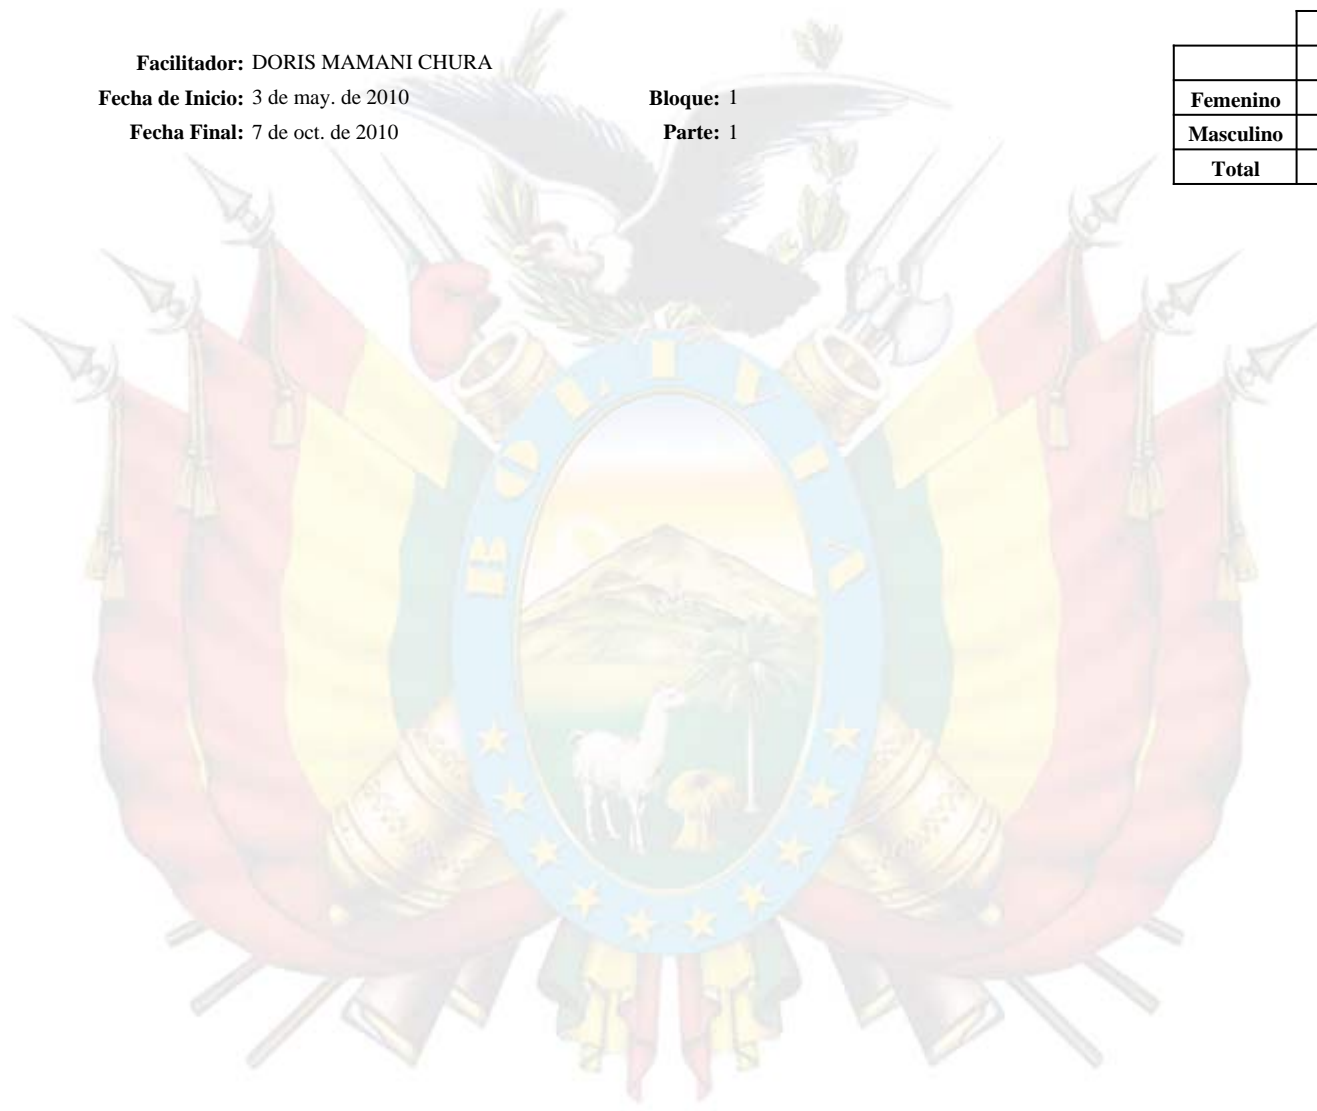 Facilitador: DORIS MAMANI CHURA
Fecha de Inicio: 3 de may. de 2010
Bloque: 1
Fecha Final: 7 de oct. de 2010
Parte: 1
Femenino
Masculino
Total
BOLIVIA